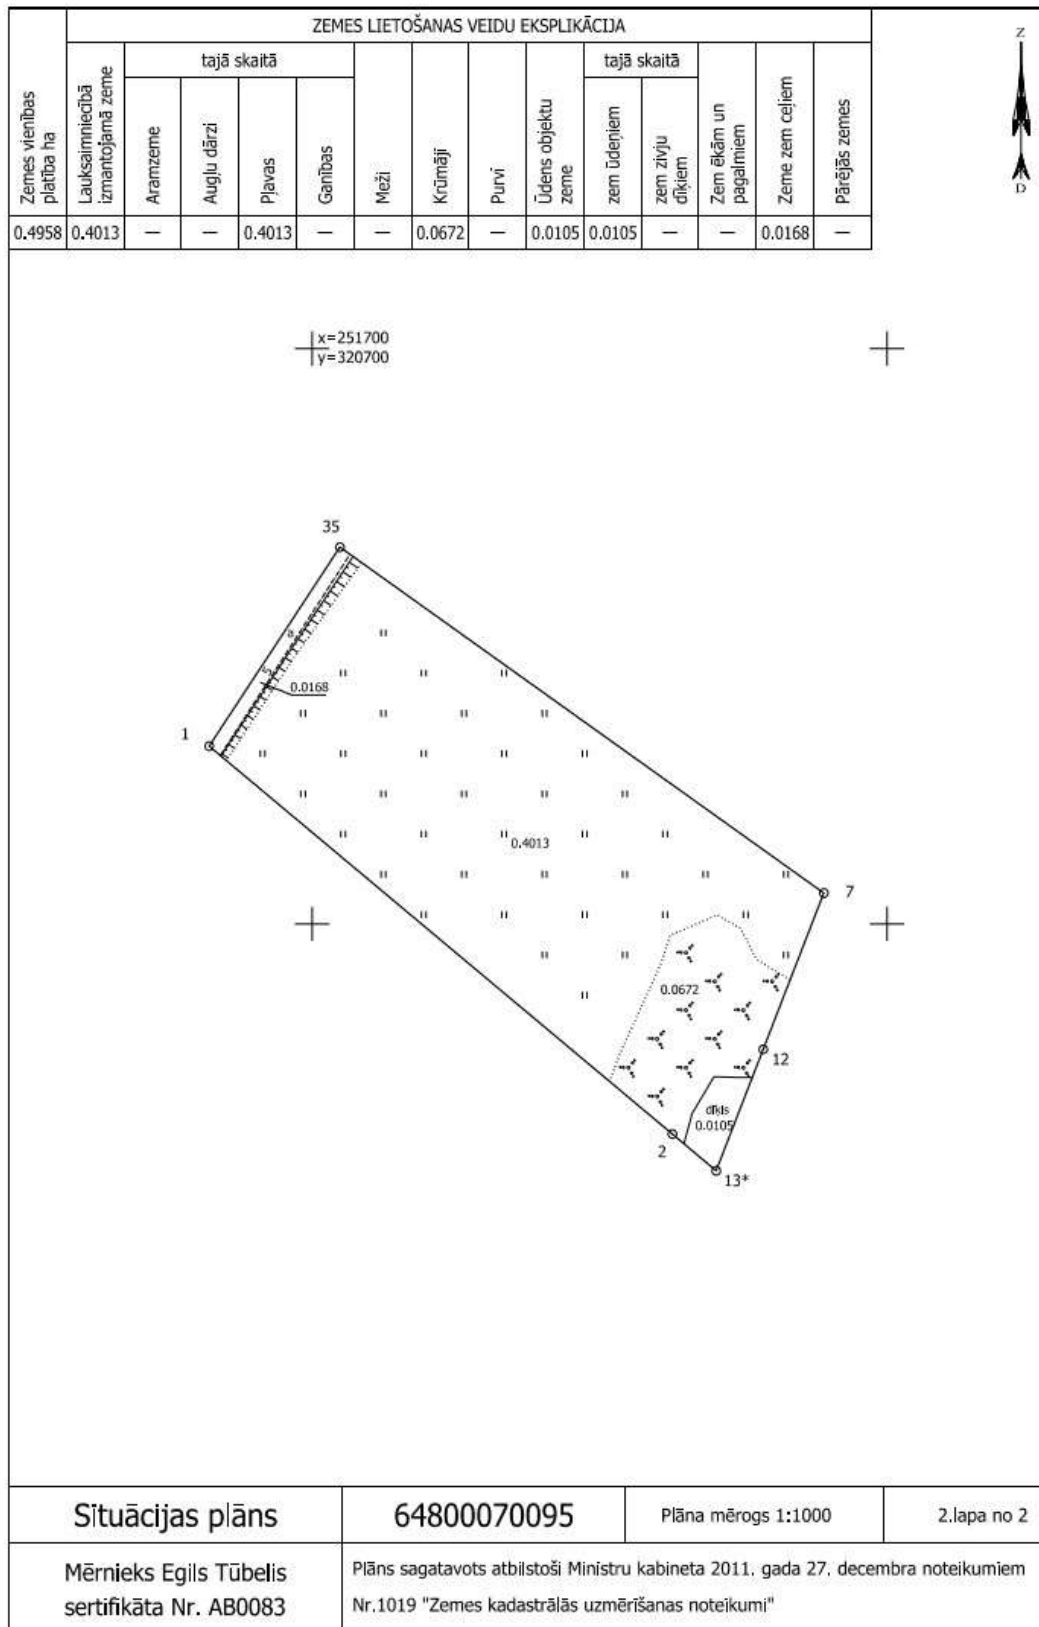 ZEMES LIETOŠANAS VEIDU EKSPLIKĀCIJA
Zemes vienības platība ha
Lauksaimniecībā izmantojamā zeme
tajā skaitā
Aramzeme
Augļu dārzi
Pļavas
Ganības
Meži
Krūmāji
Purvi
Ūdens objektu zeme
tajā skaitā
zem ūdeņiem
zem zivju dīķiem
Zem ēkām un pagalmiem
Zeme zem ceļiem
Pārējās zemes
0.4958 0.4013 — — 0.4013 — — 0.0672 — 0.0105 0.0105 — — 0.0168 —
Z
D
x=251700
y=320700
35
a
5
0.0168
1
0.4013
7
0.0672
12
dīķis
0.0105
2
13*
Situācijas plāns
64800070095
Plāna mērogs 1:1000
2.lapa no 2
Mērnieks Egils Tūbelis
sertifikāta Nr. AB0083
Plāns sagatavots atbilstoši Ministru kabineta 2011. gada 27. decembra noteikumiem
Nr.1019 "Zemes kadastrālās uzmērīšanas noteikumi"